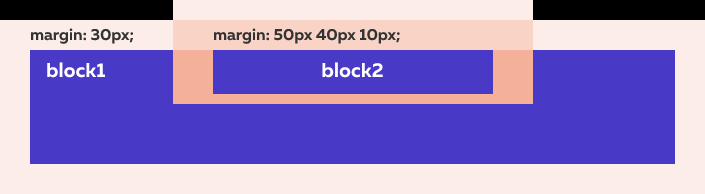 margin: 30px;
margin: 50px 40px 10px;
block1
block2